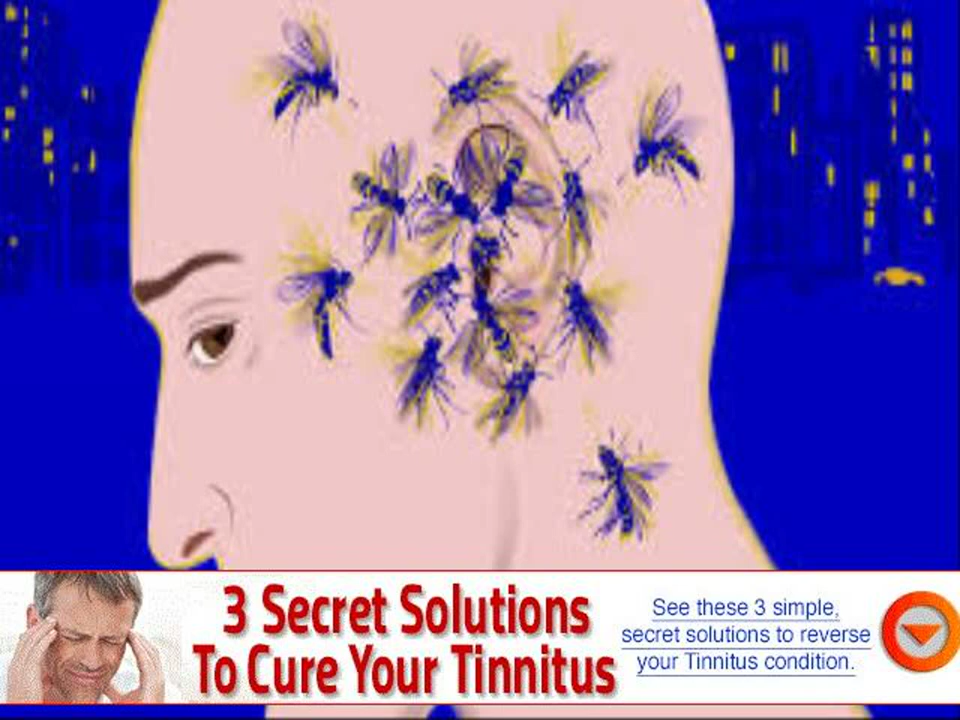 3 Secret Solutions
To Cure Your Tinnitus
See these 3 simple,
secret solutions to reverse
your Tinnitus condition.